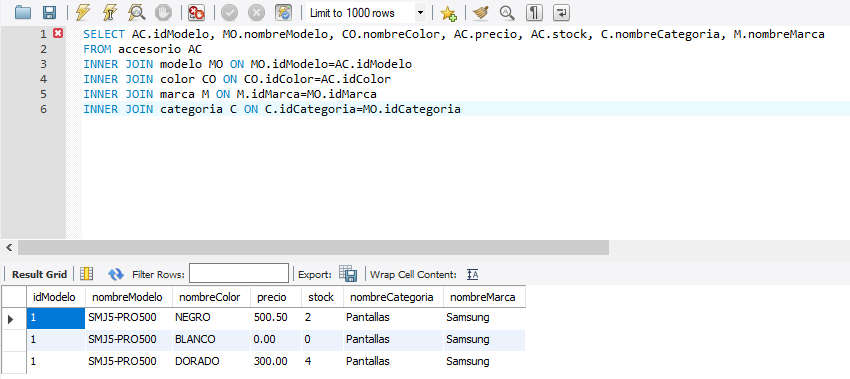 Limit to 1000 rows
1 SELECT AC.idModelo, MO.nombreModelo, CO.nombreColor, AC.precio, AC.stock, C.nombreCategoria, M.nombreMarca
2 FROM accesorio AC
3 INNER JOIN modelo MO ON MO.idModelo=AC.idModelo
4 INNER JOIN color CO ON CO.idColor=AC.idColor
5 INNER JOIN marca M ON M.idMarca=MO.idMarca
6 INNER JOIN categoria C ON C.idCategoria=MO.idCategoria
Result Grid Filter Rows: Export: Wrap Cell Content: IA
idModelo nombreModelo nombreColor precio stock nombreCategoria nombreMarca
1 SMJ5-PRO500 NEGRO 500.50 2 Pantallas Samsung
1 SMJ5-PRO500 BLANCO 0.00 0 Pantallas Samsung
1 SMJ5-PRO500 DORADO 300.00 4 Pantallas Samsung